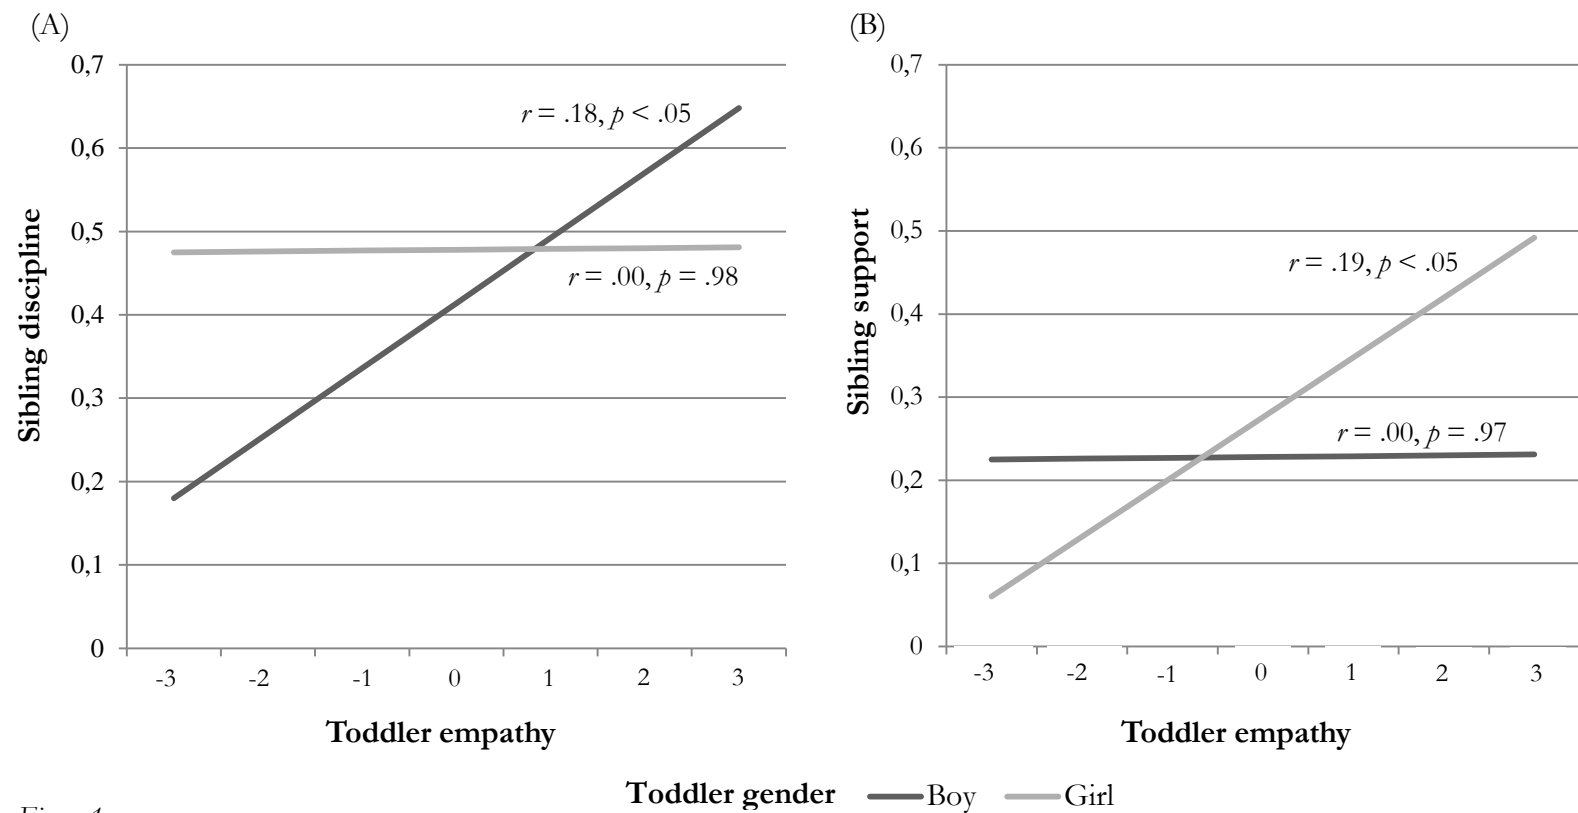 (A)
0,7
0,6
0,5
0,4
0,3
0,2
0,1
0
Sibling discipline
r = .18, p < .05
r = .00, p = .98
-3 -2 -1 0 1 2 3
Toddler empathy
(B)
0,7
0,6
0,5
0,4
0,3
0,2
0,1
0
Sibling support
r = .19, p < .05
r = .00, p = .97
-3 -2 -1 0 1 2 3
Toddler empathy
Toddler gender Boy Girl